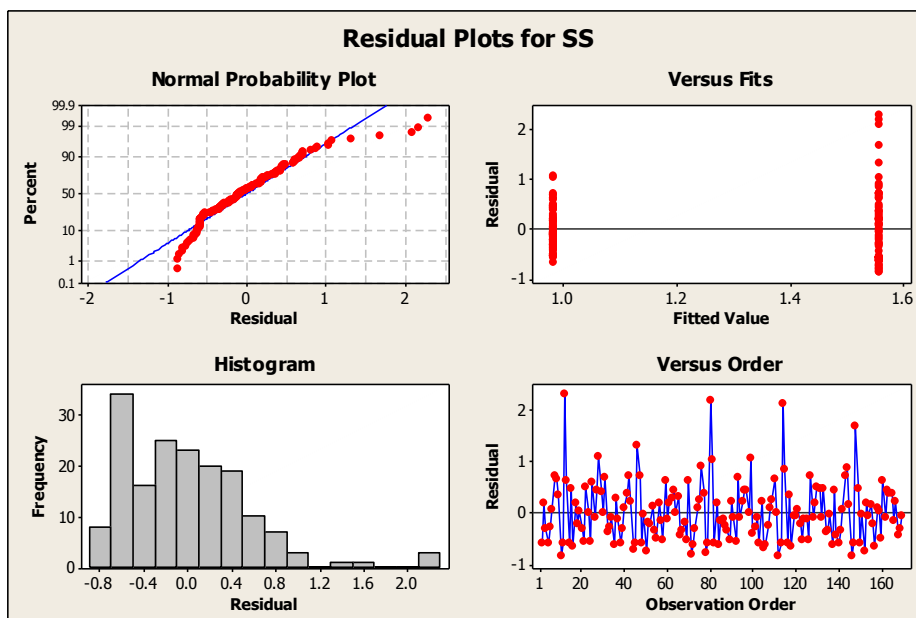 Residual Plots for SS
Normal Probability Plot
99.9
99
90
50
10
1
0.1
Percent
-2 -1 0 1 2
Residual
Versus Fits
2
1
0
-1
Residual
1.0 1.2 1.4 1.6
Fitted Value
Histogram
30
20
10
0
Frequency
-0.8 -0.4 0.0 0.4 0.8 1.2 1.6 2.0
Residual
Versus Order
2
1
0
-1
Residual
1 20 40 60 80 100 120 140 160
Observation Order